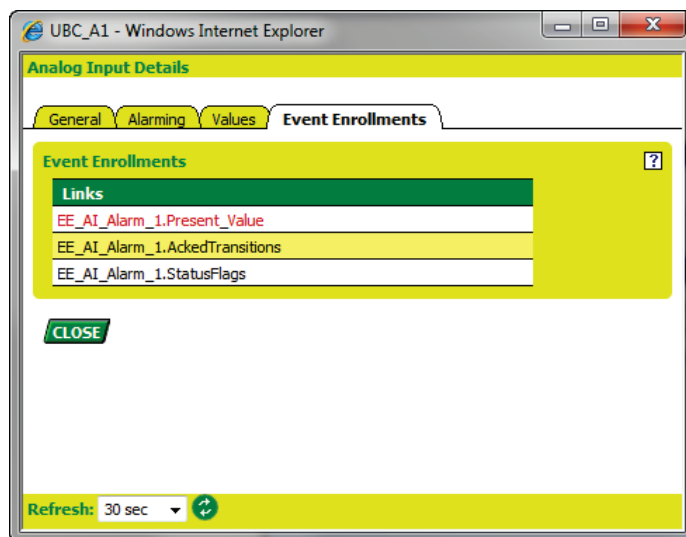 UBC_A1 - Windows Internet Explorer
Analog Input Details
General Alarming Values Event Enrollments
Event Enrollments ?
Links
EE_AI_Alarm_1.Present_Value
EE_AI_Alarm_1.AckedTransitions
EE_AI_Alarm_1.StatusFlags
CLOSE
Refresh: 30 sec